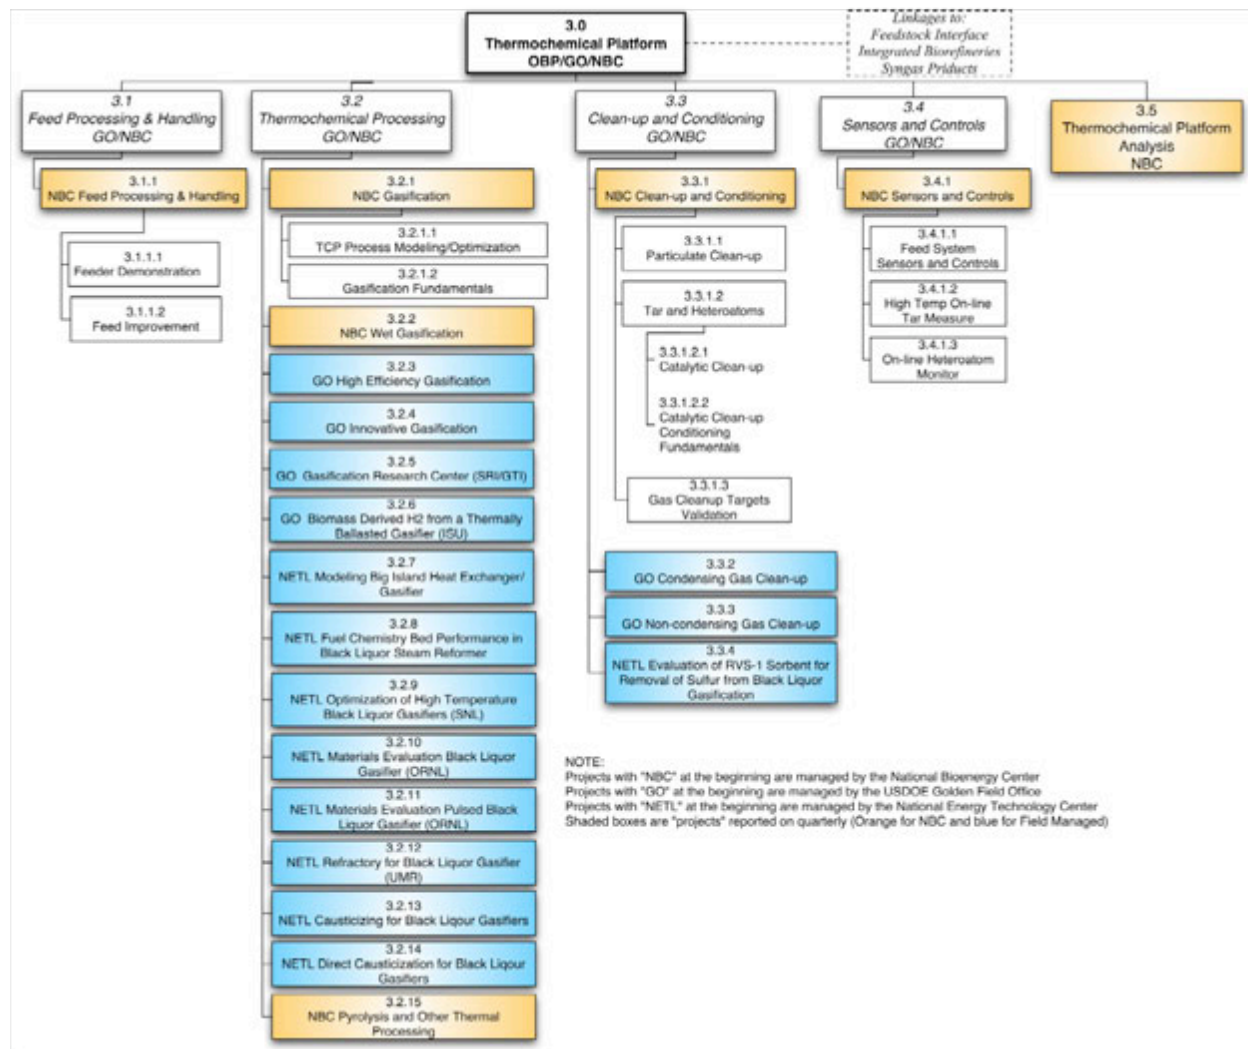 3.0
Thermochemical Platform
OBP/GO/NBC
Linkages to:
Feedstock Interface
Integrated Biorefineries
Syngas Priducts
3.1
Feed Processing & Handling
GO/NBC
3.1.1
NBC Feed Processing & Handling
3.1.1.1
Feeder Demonstration
3.1.1.2
Feed Improvement
3.2
Thermochemical Processing
GO/NBC
3.2.1
NBC Gasification
3.2.1.1
TCP Process Modeling/Optimization
3.2.1.2
Gasification Fundamentals
3.2.2
NBC Wet Gasification
3.2.3
GO High Efficiency Gasification
3.2.4
GO Innovative Gasification
3.2.5
GO Gasification Research Center (SRI/GTI)
3.2.6
GO Biomass Derived H2 from a Thermally
Ballasted Gasifier (ISU)
3.2.7
NETL Modeling Big Island Heat Exchanger/
Gasifier
3.2.8
NETL Fuel Chemistry Bed Performance in
Black Liquor Steam Reformer
3.2.9
NETL Optimization of High Temperature
Black Liquor Gasifiers (SNL)
3.2.10
NETL Materials Evaluation Black Liquor
Gasifier (ORNL)
3.2.11
NETL Materials Evaluation Pulsed Black
Liquor Gasifier (ORNL)
3.2.12
NETL Refractory for Black Liquor Gasifier
(UMR)
3.2.13
NETL Causticizing for Black Liqour Gasifiers
3.2.14
NETL Direct Causticization for Black Liqour
Gasifiers
3.2.15
NBC Pyrolysis and Other Thermal
Processing
3.3
Clean-up and Conditioning
GO/NBC
3.3.1
NBC Clean-up and Conditioning
3.3.1.1
Particulate Clean-up
3.3.1.2
Tar and Heteroatoms
3.3.1.2.1
Catalytic Clean-up
3.3.1.2.2
Catalytic Clean-up
Conditioning
Fundamentals
3.3.1.3
Gas Cleanup Targets
Validation
3.3.2
GO Condensing Gas Clean-up
3.3.3
GO Non-condensing Gas Clean-up
3.3.4
NETL Evaluation of RVS-1 Sorbent for
Removal of Sulfur from Black Liquor
Gasification
3.4
Sensors and Controls
GO/NBC
3.4.1
NBC Sensors and Controls
3.4.1.1
Feed System
Sensors and Controls
3.4.1.2
High Temp On-line
Tar Measure
3.4.1.3
On-line Heteroatom
Monitor
3.5
Thermochemical Platform
Analysis
NBC
NOTE:
Projects with "NBC" at the beginning are managed by the National Bioenergy Center
Projects with "GO" at the beginning are managed by the USDOE Golden Field Office
Projects with "NETL" at the beginning are managed by the National Energy Technology Center
Shaded boxes are "projects" reported on quarterly (Orange for NBC and blue for Field Managed)